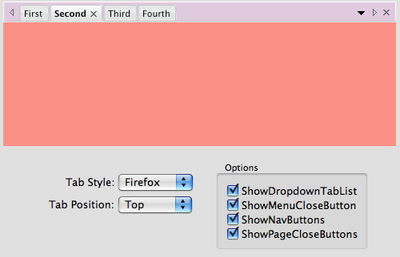 First Second Third Fourth
Options
Tab Style: Firefox
Tab Position: Top
ShowDropdownTabList
ShowMenuCloseButton
ShowNavButtons
ShowPageCloseButtons